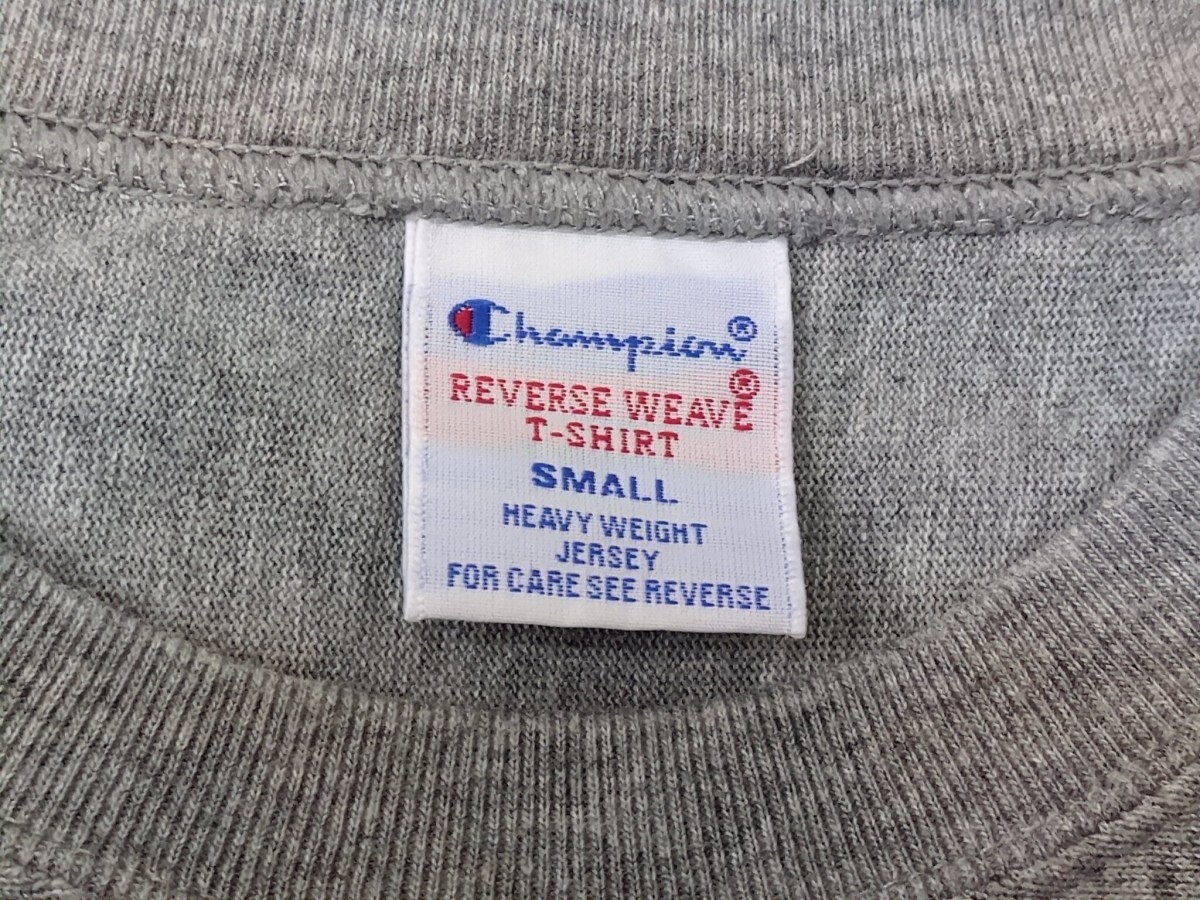 Champion®
REVERSE WEAVE®
T-SHIRT
SMALL
HEAVY WEIGHT
JERSEY
FOR CARE SEE REVERSE